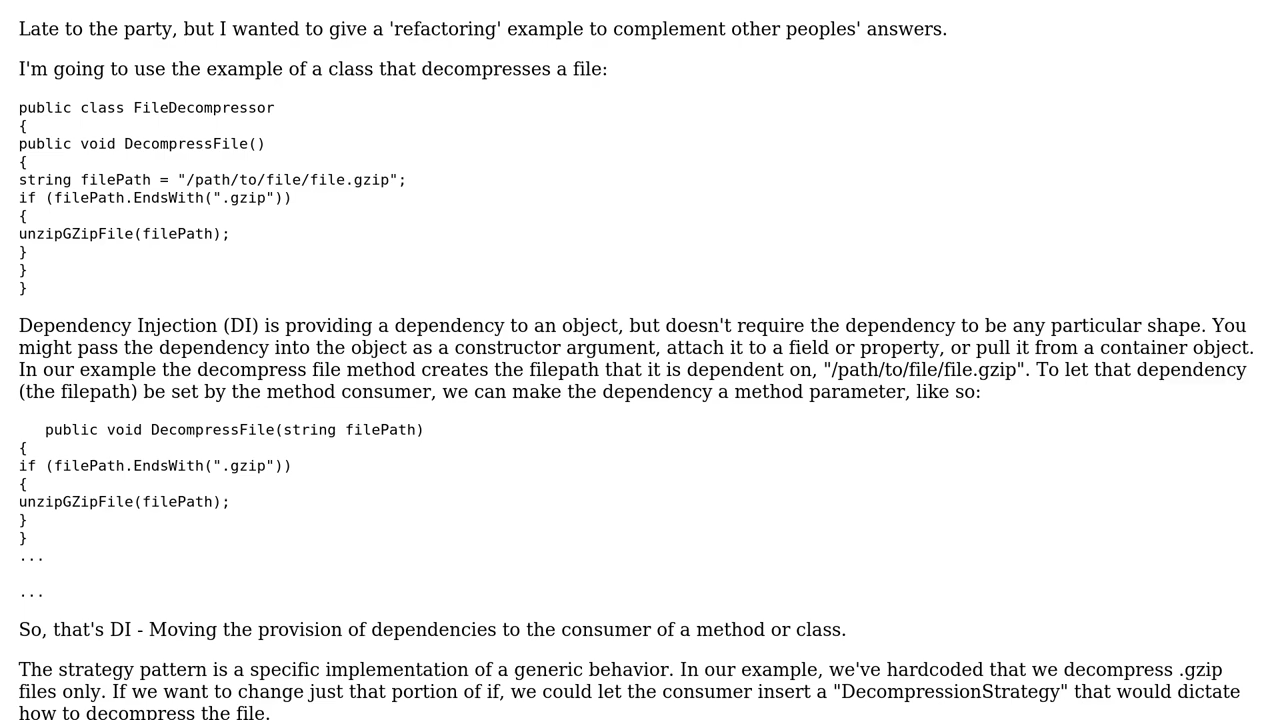 Late to the party, but I wanted to give a 'refactoring' example to complement other peoples' answers.
I'm going to use the example of a class that decompresses a file:
public class FileDecompressor
{
public void DecompressFile()
{
string filePath = "/path/to/file/file.gzip";
if (filePath.EndsWith(".gzip"))
{
unzipGZipFile(filePath);
}
}
}
Dependency Injection (DI) is providing a dependency to an object, but doesn't require the dependency to be any particular shape. You
might pass the dependency into the object as a constructor argument, attach it to a field or property, or pull it from a container object.
In our example the decompress file method creates the filepath that it is dependent on, "/path/to/file/file.gzip". To let that dependency
(the filepath) be set by the method consumer, we can make the dependency a method parameter, like so:
   public void DecompressFile(string filePath)
{
if (filePath.EndsWith(".gzip"))
{
unzipGZipFile(filePath);
}
}
...
...
So, that's DI - Moving the provision of dependencies to the consumer of a method or class.
The strategy pattern is a specific implementation of a generic behavior. In our example, we've hardcoded that we decompress .gzip
files only. If we want to change just that portion of if, we could let the consumer insert a "DecompressionStrategy" that would dictate
how to decompress the file.